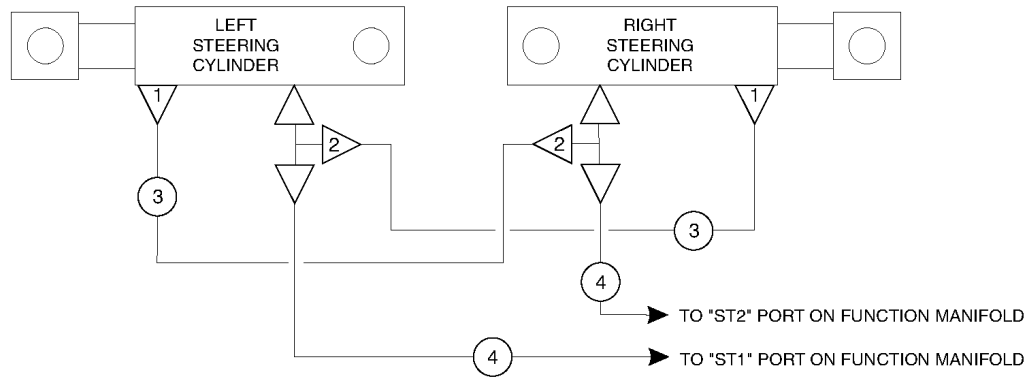 LEFT
STEERING
CYLINDER
RIGHT
STEERING
CYLINDER
1
1
2
2
3
3
4
TO "ST2" PORT ON FUNCTION MANIFOLD
4
TO "ST1" PORT ON FUNCTION MANIFOLD